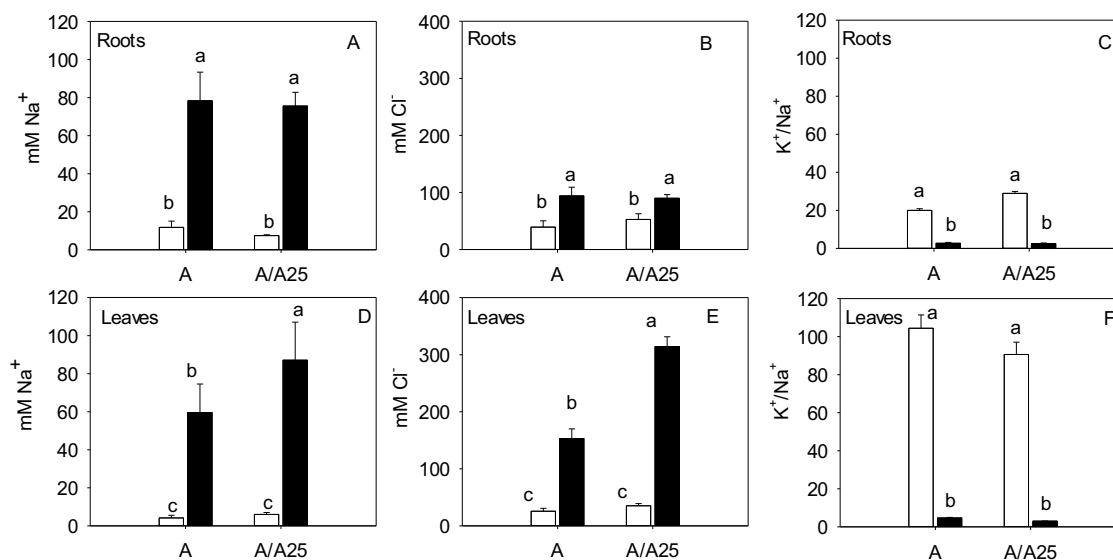 Roots A
mM Na⁺
120
100
80
60
40
20
0
b a b a
A A/A25
Roots B
mM Cl⁻
400
300
200
100
0
b a b a
A A/A25
Roots C
K⁺/Na⁺
120
100
80
60
40
20
0
a b a b
A A/A25
Leaves D
mM Na⁺
120
100
80
60
40
20
0
c b c a
A A/A25
Leaves E
mM Cl⁻
400
300
200
100
0
c b c a
A A/A25
Leaves F
K⁺/Na⁺
120
100
80
60
40
20
0
a b a b
A A/A25